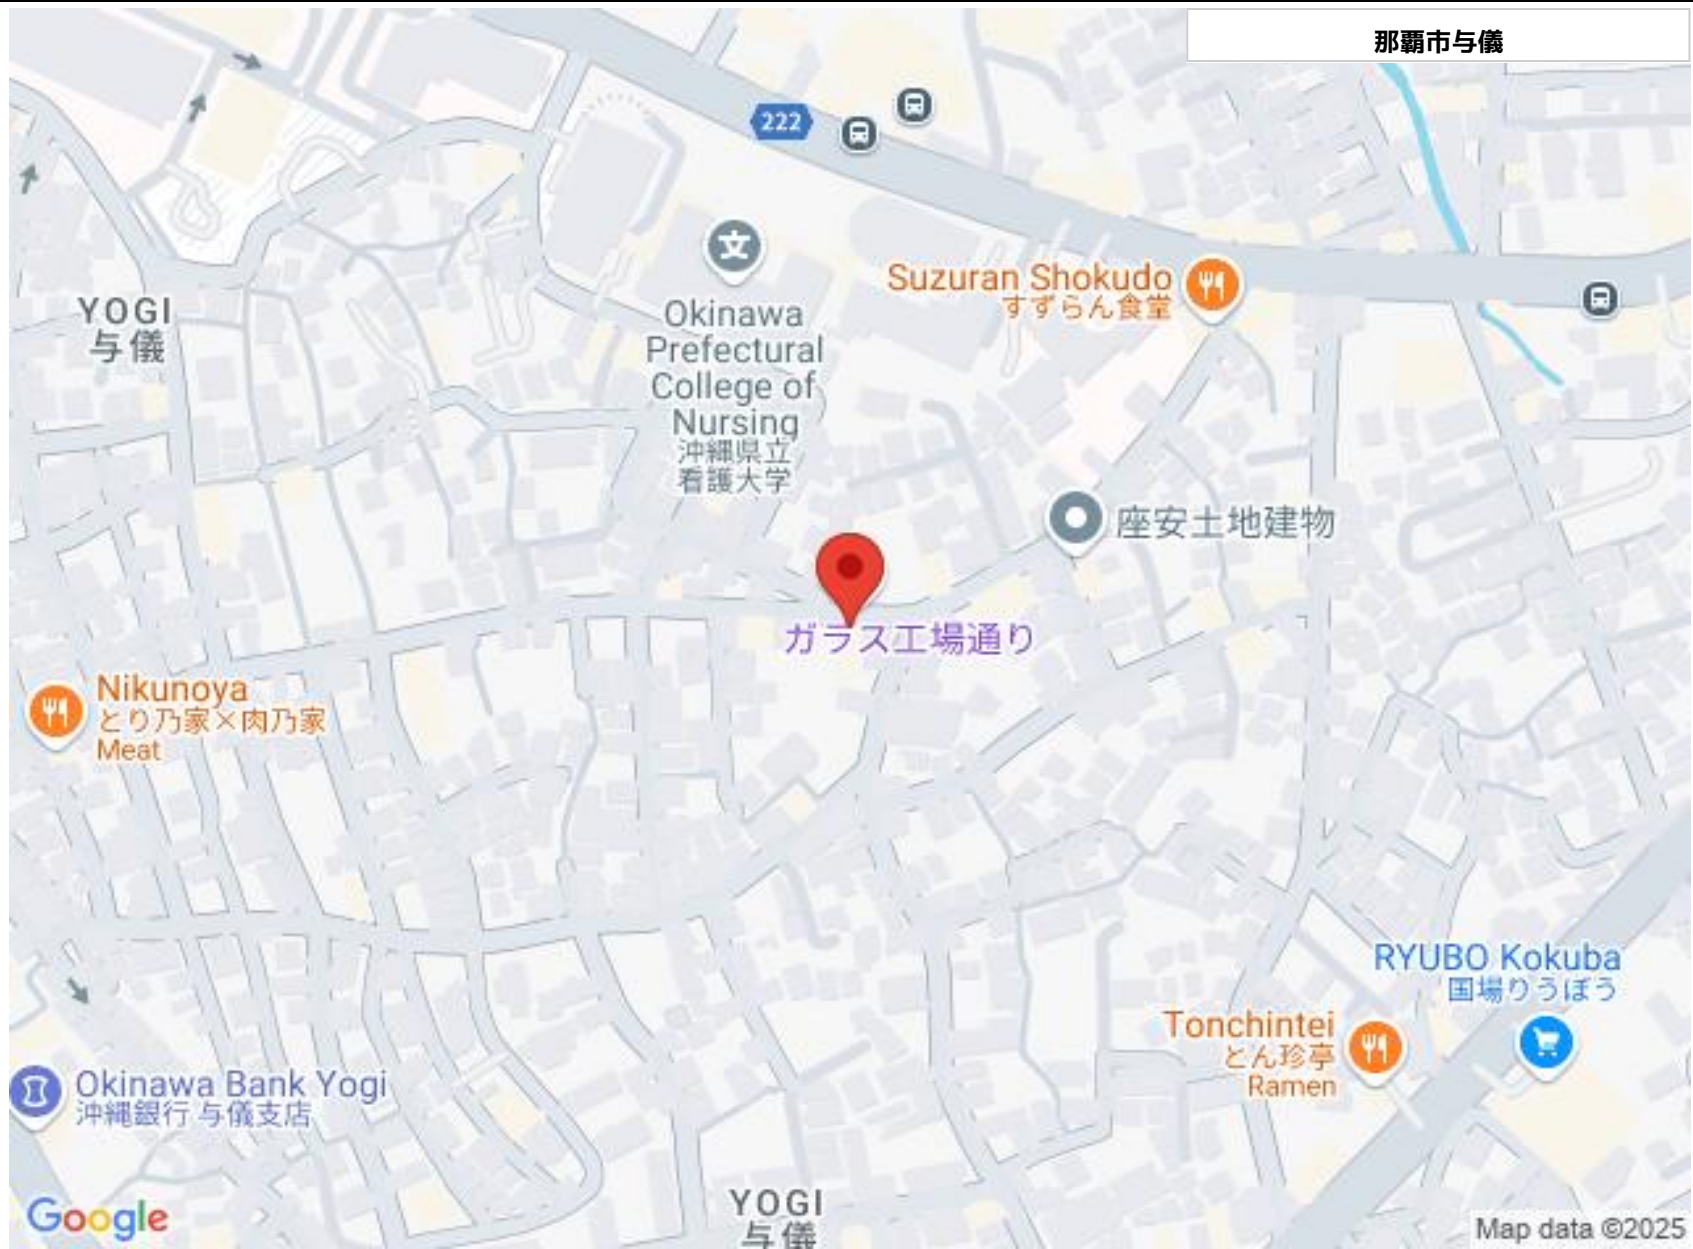 那覇市与儀
222
Suzuran Shokudo
すずらん食堂
YOGI
与儀
Okinawa
Prefectural
College of
Nursing
沖縄県立
看護大学
座安土地建物
ガラス工場通り
Nikunoya
とり乃家×肉乃家
Meat
RYUBO Kokuba
国場りうぼう
Tonchintei
とん珍亭
Ramen
Okinawa Bank Yogi
沖縄銀行 与儀支店
YOGI
与儀
Google
Map data ©2025